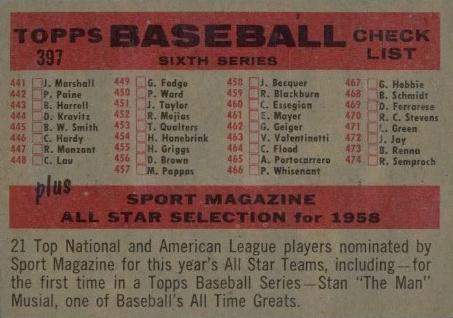 TOPPS BASEBALL CHECK LIST
397
SIXTH SERIES
441 J. Marshall
442 P. Paine
443 B. Harrell
444 D. Kravitz
445 B. W. Smith
446 C. Hardy
447 R. Monzant
448 C. Lau
449 G. Fodge
450 P. Ward
451 J. Taylor
452 R. Mejias
453 T. Qualters
454 H. Hanebrink
455 H. Griggs
456 D. Brown
457 M. Pappas
458 J. Becquer
459 R. Blackburn
460 C. Essegian
461 E. Mayer
462 G. Geiger
463 V. Valentinetti
464 C. Flood
465 A. Portocarrero
466 P. Whisenant
467 G. Hobbie
468 B. Schmidt
469 D. Ferrarese
470 R. C. Stevens
471 L. Green
472 J. Jay
473 B. Renna
474 R. Semproch
plus
SPORT MAGAZINE
ALL STAR SELECTION for 1958
21 Top National and American League players nominated by
Sport Magazine for this year's All Star Teams, including—for
the first time in a Topps Baseball Series—Stan "The Man"
Musial, one of Baseball's All Time Greats.